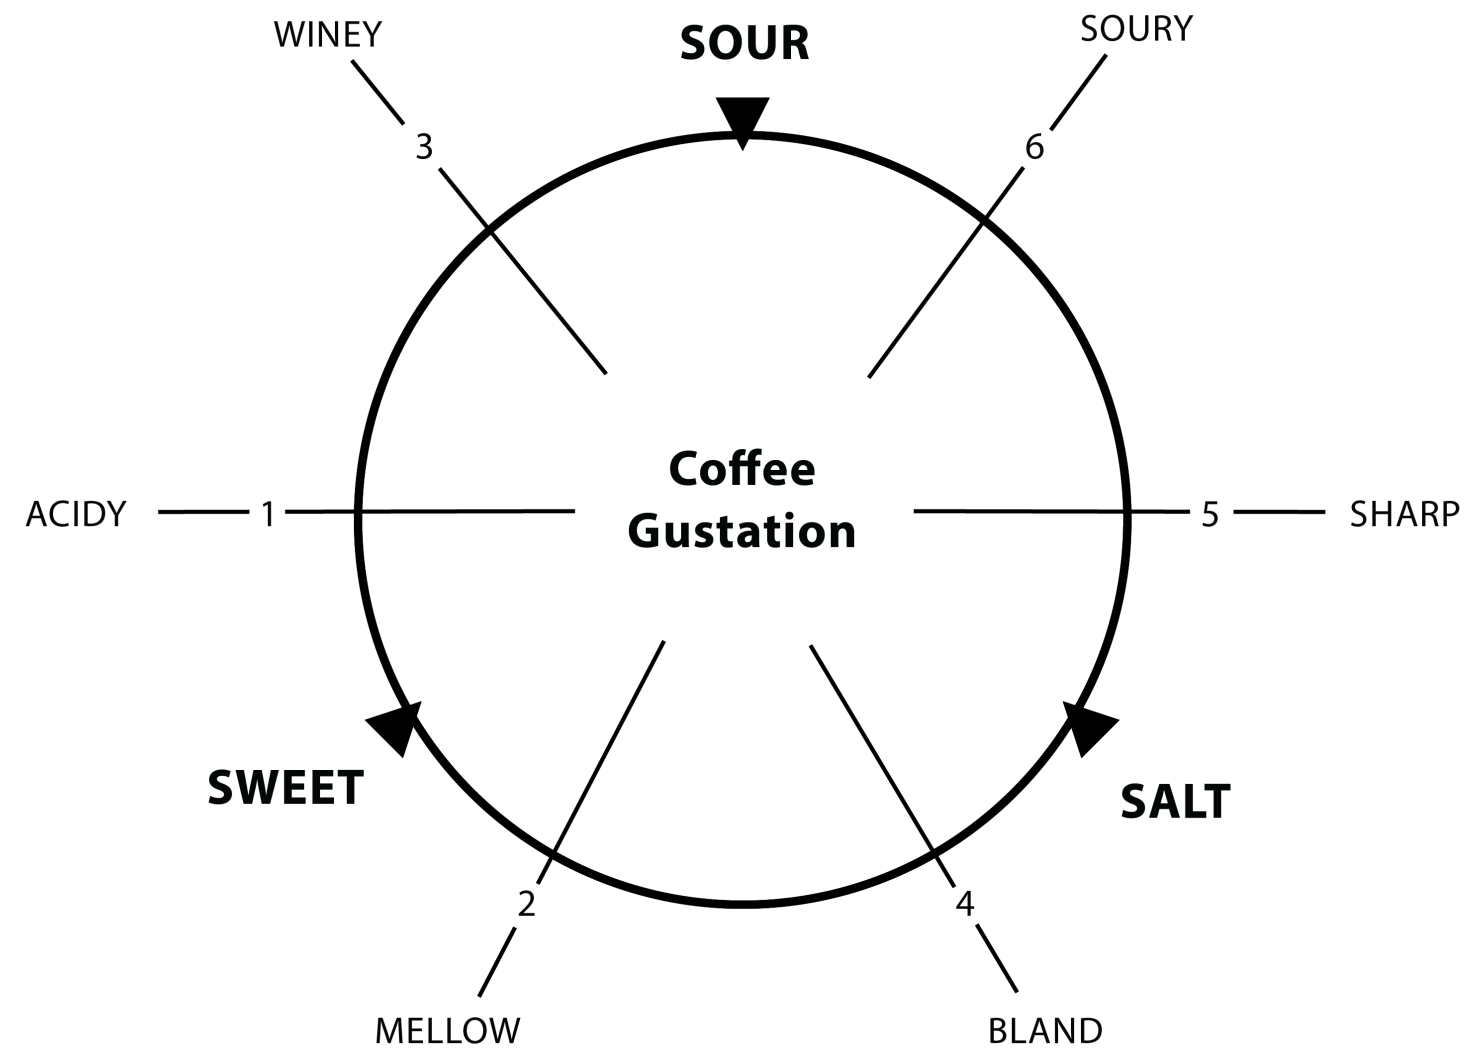 WINEY
SOUR
SOURY
3
6
Coffee
Gustation
ACIDY
1
5
SHARP
SWEET
SALT
2
4
MELLOW
BLAND